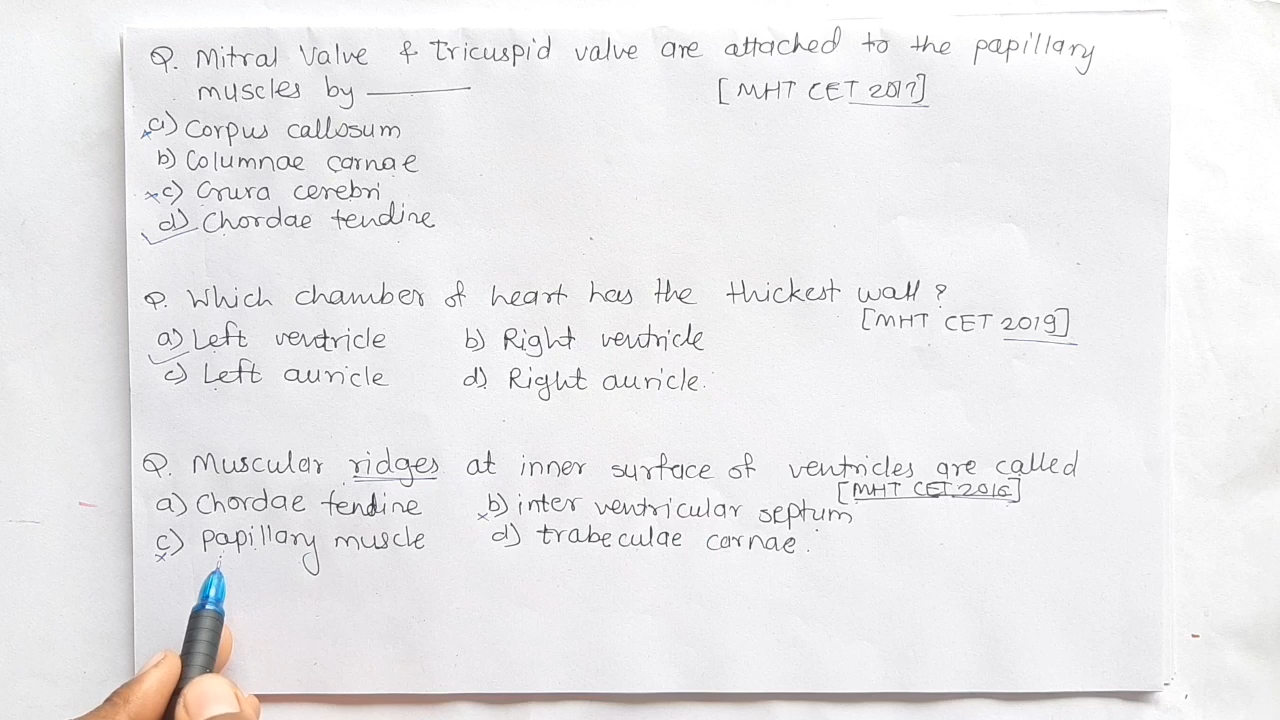 Q. Mitral Valve & Tricuspid valve are attached to the papillary
muscles by ______ [MHT CET 2017]
a) Corpus callosum
b) Columnae carnae
c) Crura cerebri
d) Chordae tendine
Q. Which chamber of heart has the thickest wall?
[MHT CET 2019]
a) Left ventricle b) Right ventricle
c) Left auricle d) Right auricle.
Q. Muscular ridges at inner surface of ventricles are called
[MHT CET 2016]
a) Chordae tendine b) inter ventricular septum
c) Papillary muscle d) trabeculae carnae.